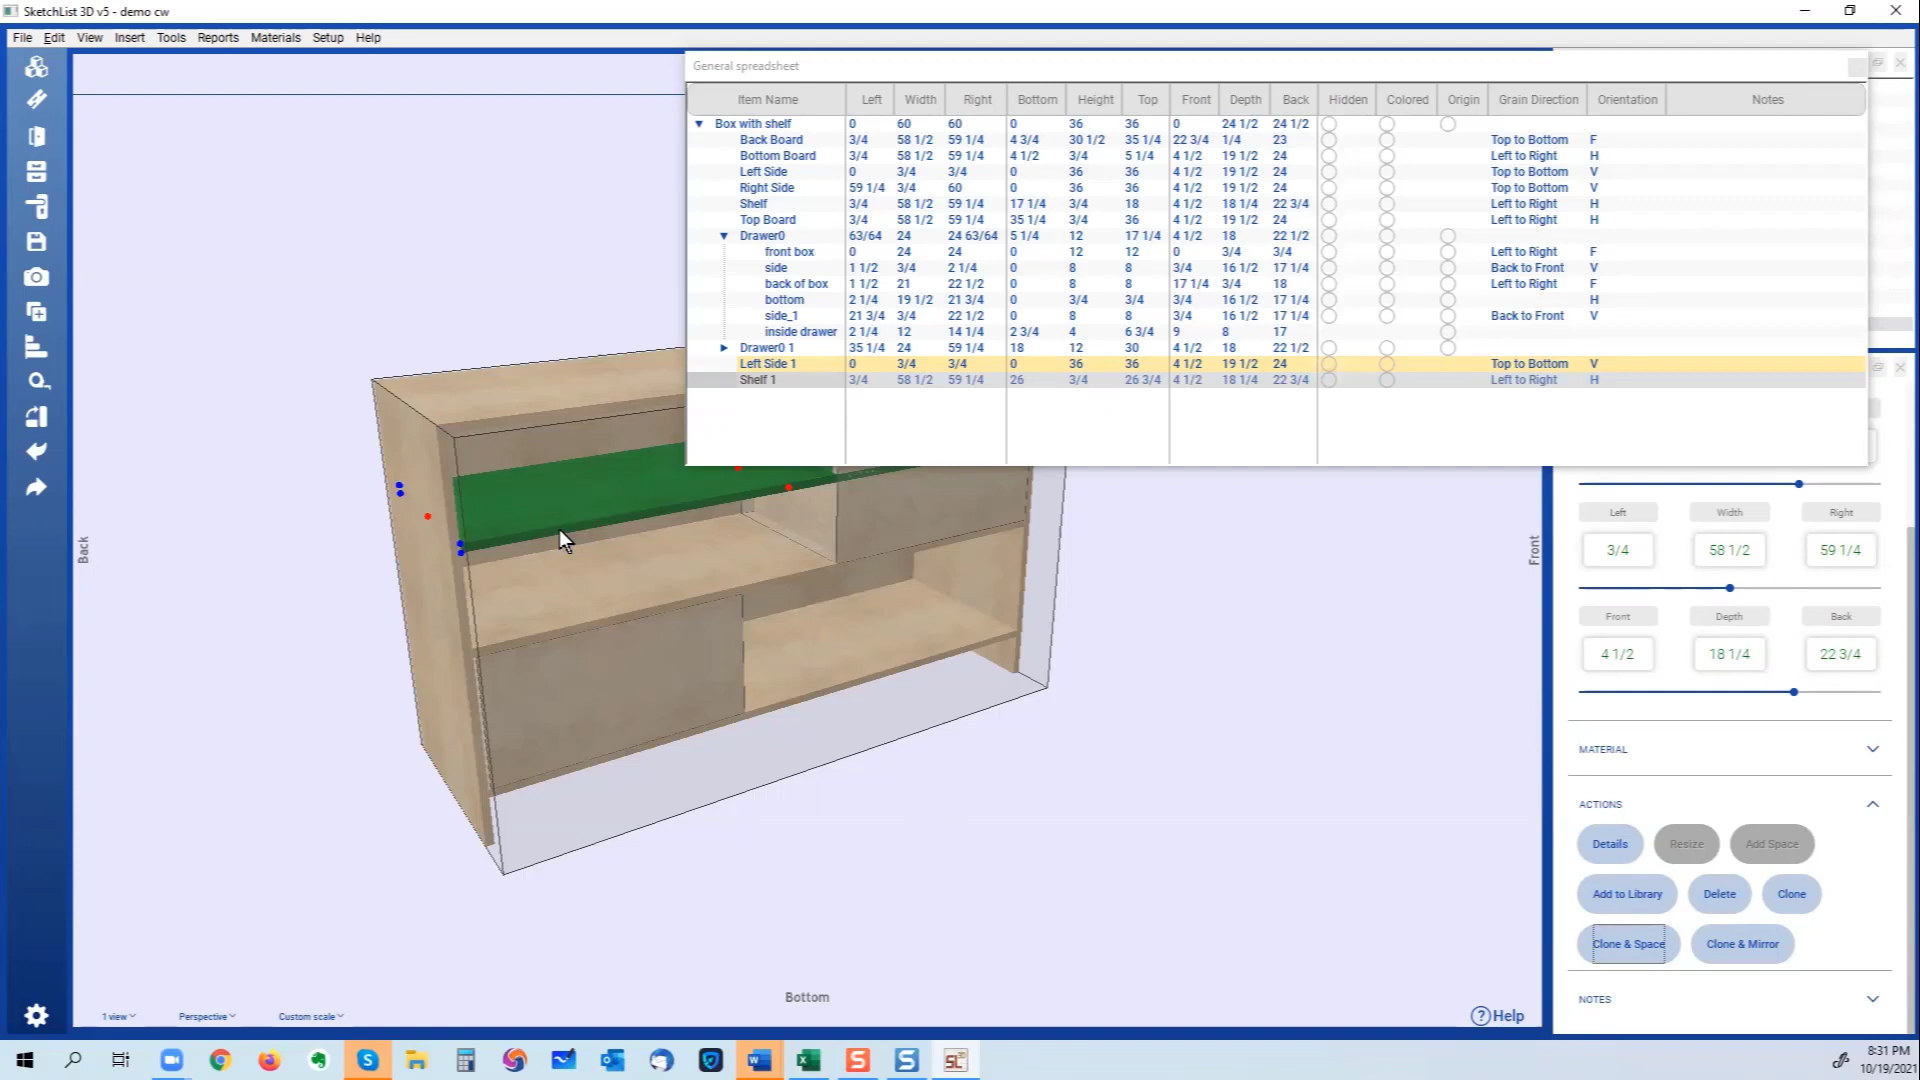 SketchList 3D v5 - demo cw
File Edit View Insert Tools Reports Materials Setup Help
General spreadsheet
Item Name Left Width Right Bottom Height Top Front Depth Back Hidden Colored Origin Grain Direction Orientation Notes
Box with shelf 0 60 60 0 36 36 0 24 1/2 24 1/2
Back Board 3/4 58 1/2 59 1/4 4 3/4 30 1/2 35 1/4 22 3/4 1/4 23 Top to Bottom F
Bottom Board 3/4 58 1/2 59 1/4 4 1/2 3/4 5 1/4 4 1/2 19 1/2 24 Left to Right H
Left Side 0 3/4 3/4 0 36 36 4 1/2 19 1/2 24 Top to Bottom V
Right Side 59 1/4 3/4 60 0 36 36 4 1/2 19 1/2 24 Top to Bottom V
Shelf 3/4 58 1/2 59 1/4 17 1/4 3/4 18 4 1/2 18 1/4 22 3/4 Left to Right H
Top Board 3/4 58 1/2 59 1/4 35 1/4 3/4 36 4 1/2 19 1/2 24 Left to Right H
Drawer0 63/64 24 24 63/64 5 1/4 12 17 1/4 4 1/2 18 22 1/2
front box 0 24 24 0 12 12 0 3/4 3/4 Left to Right F
side 1 1/2 3/4 2 1/4 0 8 8 3/4 16 1/2 17 1/4 Back to Front V
back of box 1 1/2 21 22 1/2 0 8 8 17 1/4 3/4 18 Left to Right F
bottom 2 1/4 19 1/2 21 3/4 0 3/4 3/4 3/4 16 1/2 17 1/4 H
side_1 21 3/4 3/4 22 1/2 0 8 8 3/4 16 1/2 17 1/4 Back to Front V
inside drawer 2 1/4 12 14 1/4 2 3/4 4 6 3/4 9 8 17
Drawer0 1 35 1/4 24 59 1/4 18 12 30 4 1/2 18 22 1/2
Left Side 1 0 3/4 3/4 0 36 36 4 1/2 19 1/2 24 Top to Bottom V
Shelf 1 3/4 58 1/2 59 1/4 26 3/4 26 3/4 4 1/2 18 1/4 22 3/4 Left to Right H
Back
Front
Left Width Right
3/4 58 1/2 59 1/4
Front Depth Back
4 1/2 18 1/4 22 3/4
MATERIAL
ACTIONS
Details Resize Add Space
Add to Library Delete Clone
Clone & Space Clone & Mirror
NOTES
Bottom
1 view Perspective Custom scale
? Help
8:31 PM
10/19/2021